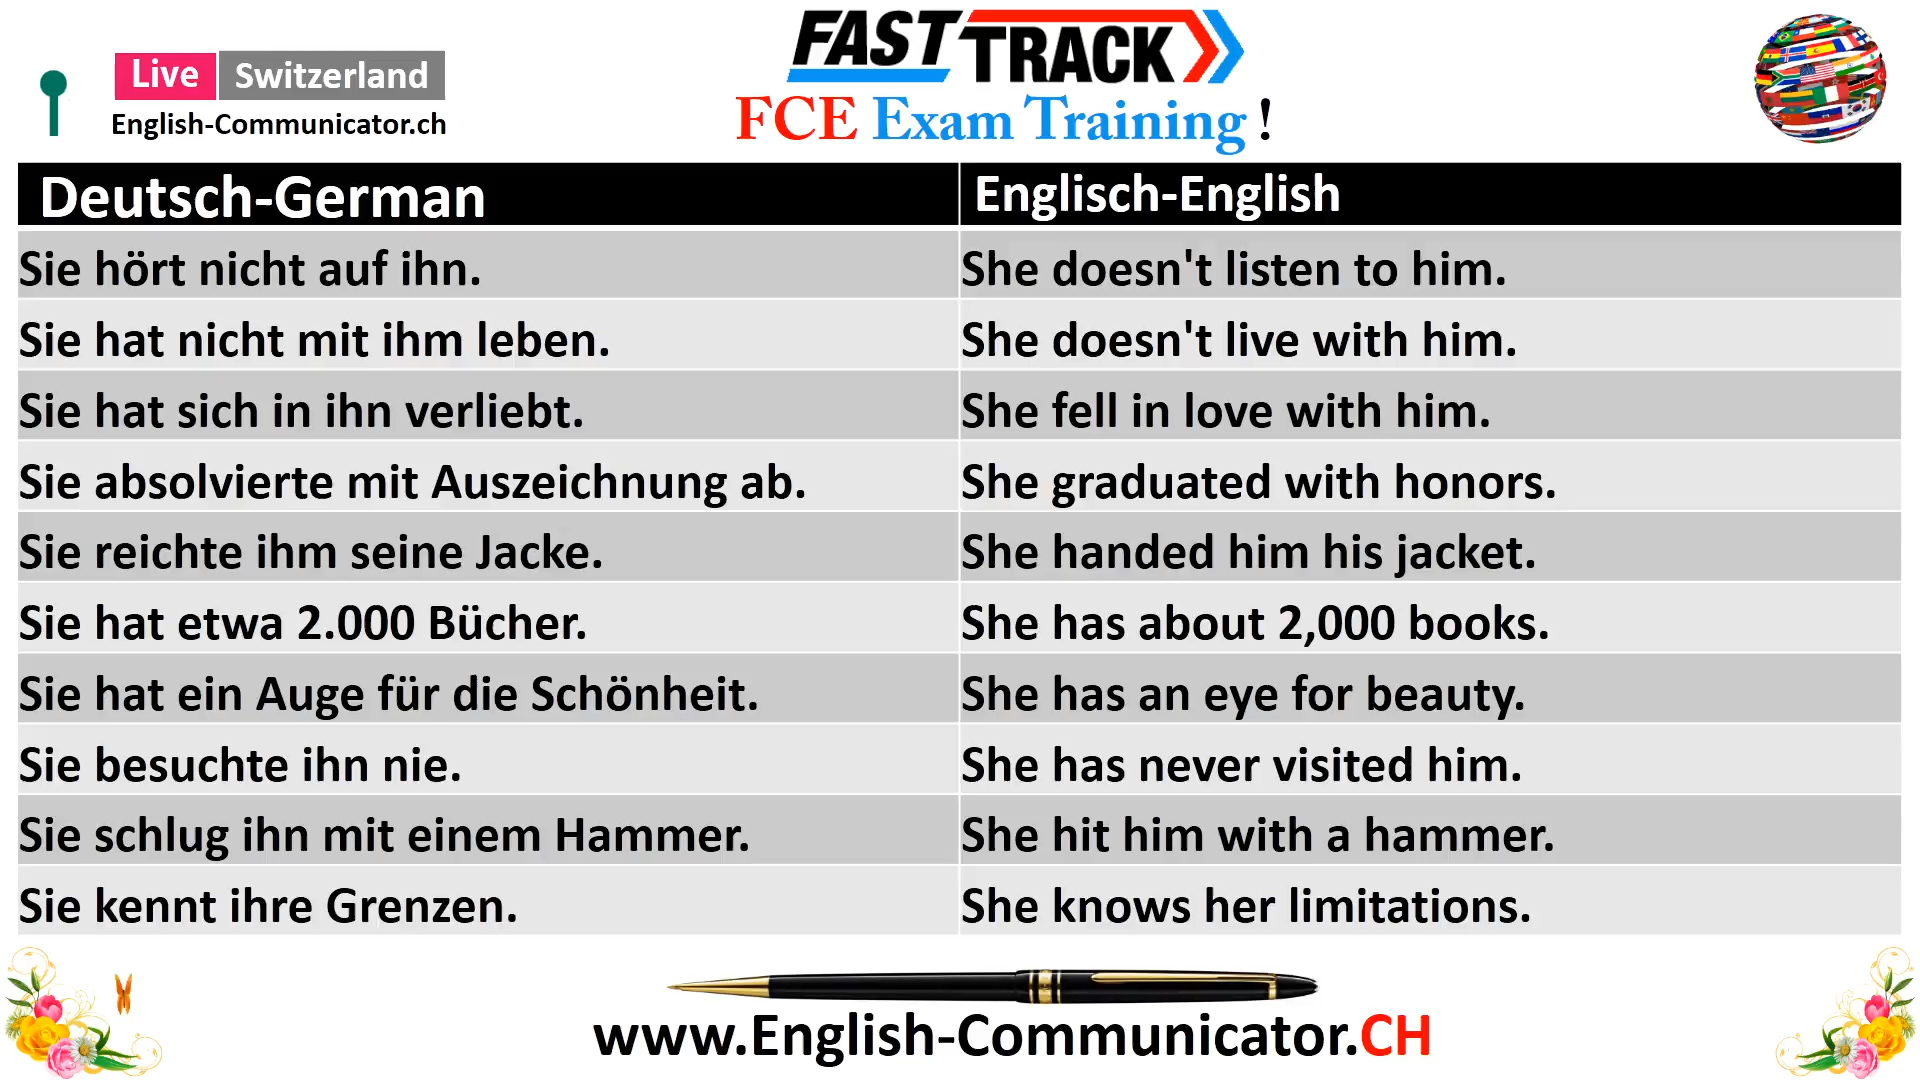 FAST TRACK
Live Switzerland
English-Communicator.ch
FCE Exam Training !
Deutsch-German Englisch-English
Sie hört nicht auf ihn. She doesn't listen to him.
Sie hat nicht mit ihm leben. She doesn't live with him.
Sie hat sich in ihn verliebt. She fell in love with him.
Sie absolvierte mit Auszeichnung ab. She graduated with honors.
Sie reichte ihm seine Jacke. She handed him his jacket.
Sie hat etwa 2.000 Bücher. She has about 2,000 books.
Sie hat ein Auge für die Schönheit. She has an eye for beauty.
Sie besuchte ihn nie. She has never visited him.
Sie schlug ihn mit einem Hammer. She hit him with a hammer.
Sie kennt ihre Grenzen. She knows her limitations.
www.English-Communicator.CH